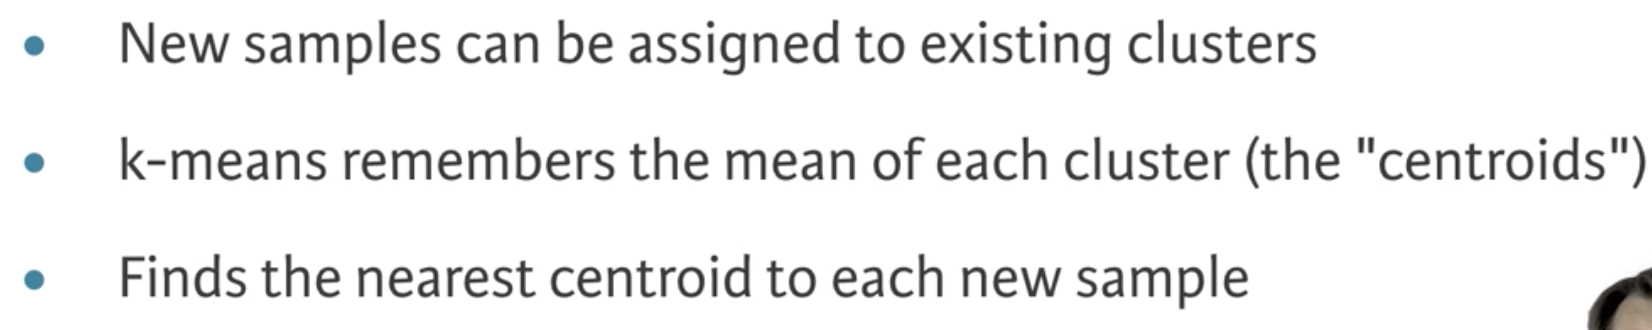 • New samples can be assigned to existing clusters
• k-means remembers the mean of each cluster (the "centroids")
• Finds the nearest centroid to each new sample